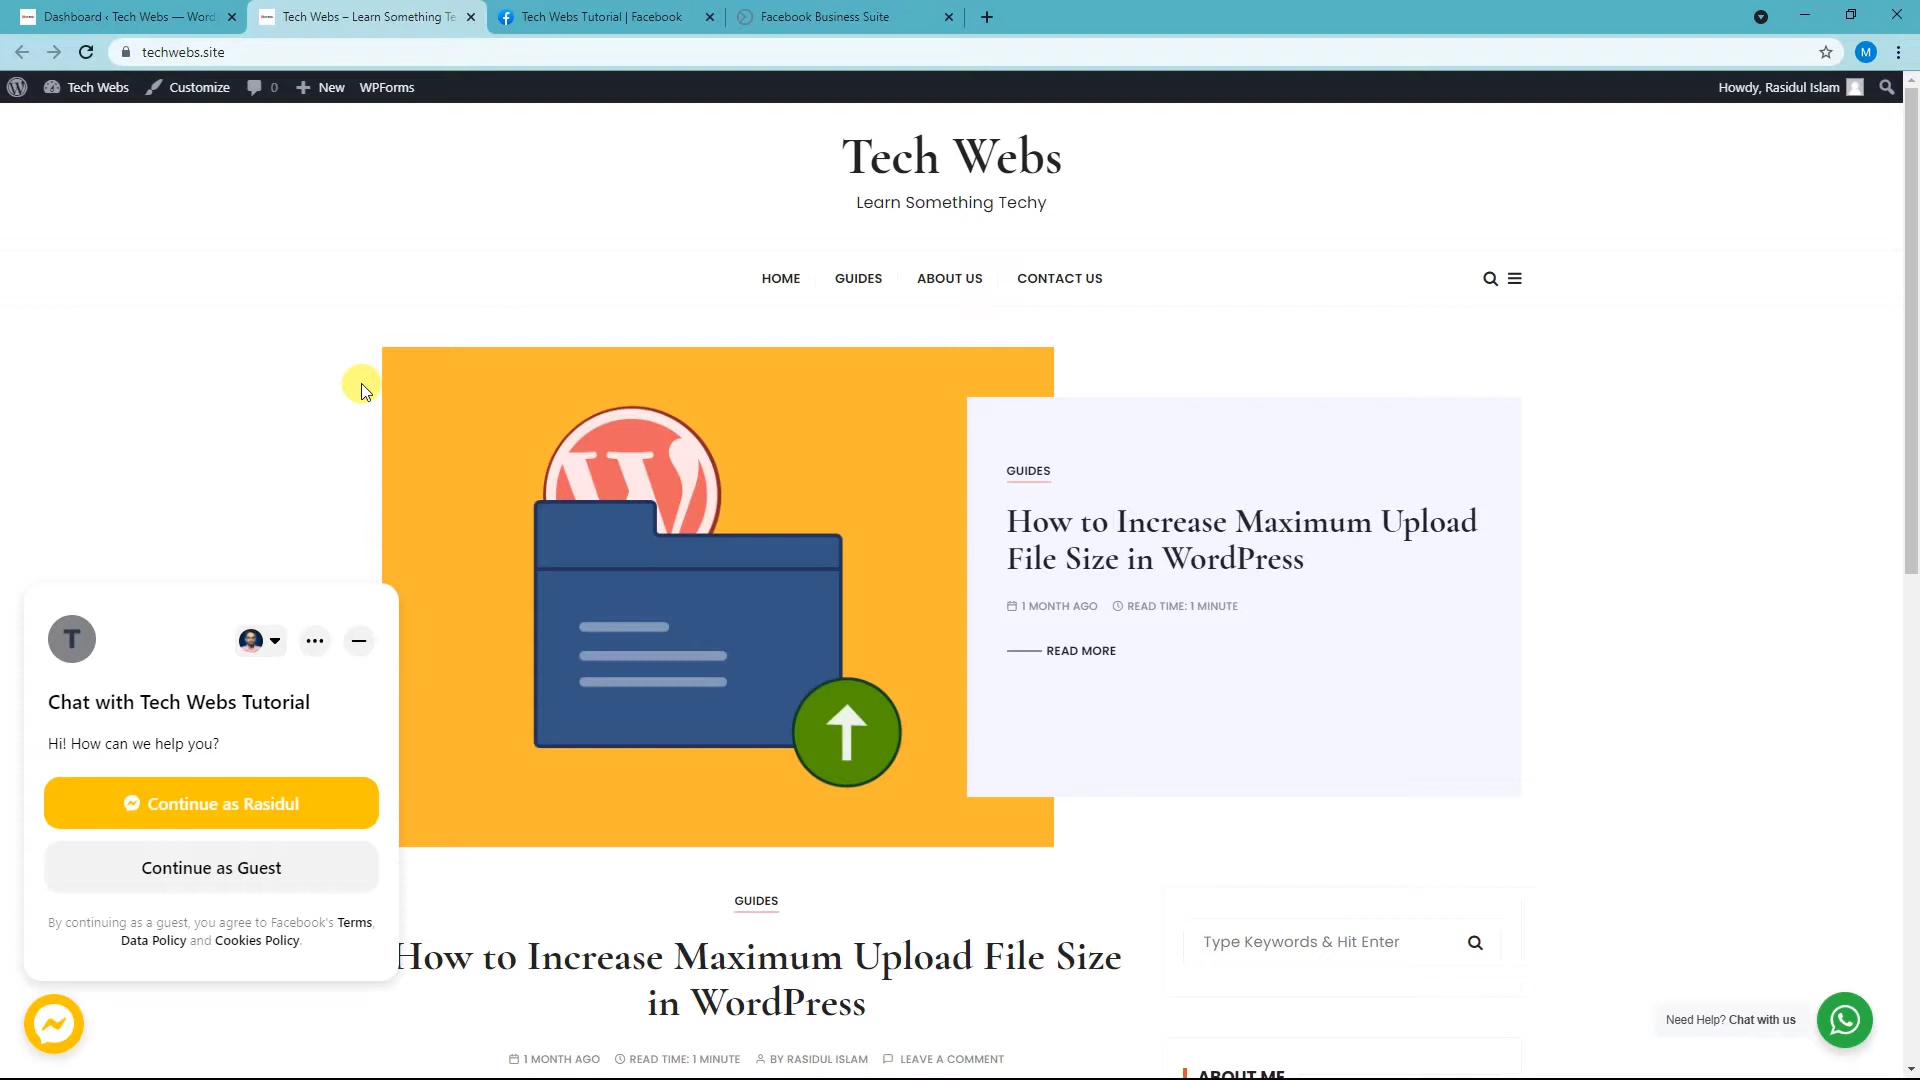 Dashboard ‹ Tech Webs — Word
Tech Webs – Learn Something Te
Tech Webs Tutorial | Facebook
Facebook Business Suite
techwebs.site
M
Tech Webs
Customize
0
New
WPForms
Howdy, Rasidul Islam
Tech Webs
Learn Something Techy
HOME
GUIDES
ABOUT US
CONTACT US
GUIDES
How to Increase Maximum Upload
File Size in WordPress
1 MONTH AGO
READ TIME: 1 MINUTE
READ MORE
T
Chat with Tech Webs Tutorial
Hi! How can we help you?
Continue as Rasidul
Continue as Guest
By continuing as a guest, you agree to Facebook's Terms,
Data Policy and Cookies Policy.
GUIDES
How to Increase Maximum Upload File Size
in WordPress
1 MONTH AGO
READ TIME: 1 MINUTE
BY RASIDUL ISLAM
LEAVE A COMMENT
Type Keywords & Hit Enter
Need Help? Chat with us
ABOUT ME